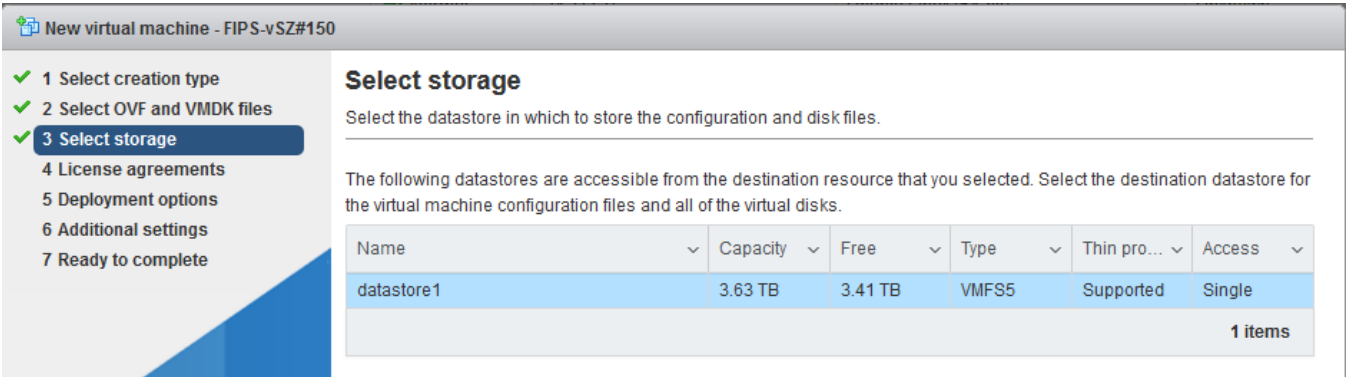 New virtual machine - FIPS-vSZ#150
1 Select creation type
2 Select OVF and VMDK files
3 Select storage
4 License agreements
5 Deployment options
6 Additional settings
7 Ready to complete
Select storage
Select the datastore in which to store the configuration and disk files.
The following datastores are accessible from the destination resource that you selected. Select the destination datastore for
the virtual machine configuration files and all of the virtual disks.
Name Capacity Free Type Thin pro... Access
datastore1 3.63 TB 3.41 TB VMFS5 Supported Single
1 items